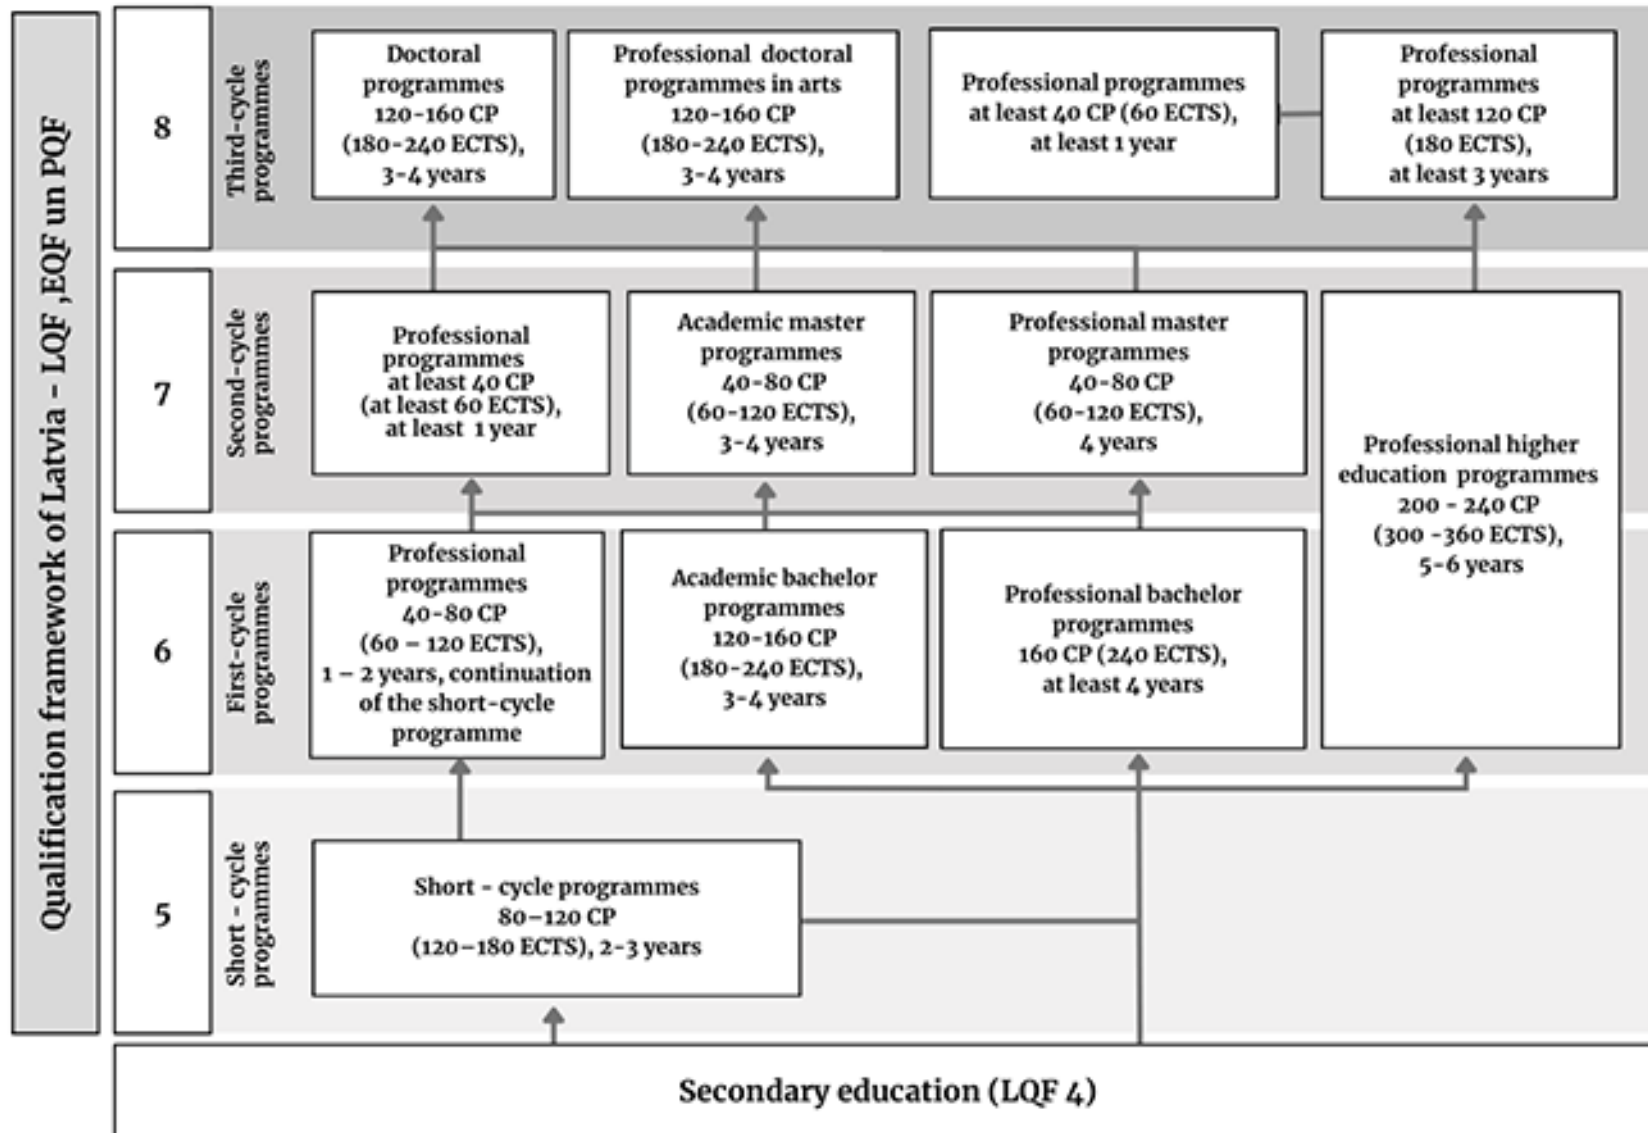 Qualification framework of Latvia - LQF ,EQF un PQF
8
Third-cycle
programmes
Doctoral
programmes
120-160 CP
(180-240 ECTS),
3-4 years
Professional doctoral
programmes in arts
120-160 CP
(180-240 ECTS),
3-4 years
Professional programmes
at least 40 CP (60 ECTS),
at least 1 year
Professional
programmes
at least 120 CP
(180 ECTS),
at least 3 years
7
Second-cycle
programmes
Professional
programmes
at least 40 CP
(at least 60 ECTS),
at least 1 year
Academic master
programmes
40-80 CP
(60-120 ECTS),
3-4 years
Professional master
programmes
40-80 CP
(60-120 ECTS),
4 years
Professional higher
education programmes
200 - 240 CP
(300 -360 ECTS),
5-6 years
6
First-cycle
programmes
Professional
programmes
40-80 CP
(60 – 120 ECTS),
1 – 2 years, continuation
of the short-cycle
programme
Academic bachelor
programmes
120-160 CP
(180-240 ECTS),
3-4 years
Professional bachelor
programmes
160 CP (240 ECTS),
at least 4 years
5
Short - cycle
programmes
Short - cycle programmes
80–120 CP
(120–180 ECTS), 2-3 years
Secondary education (LQF 4)